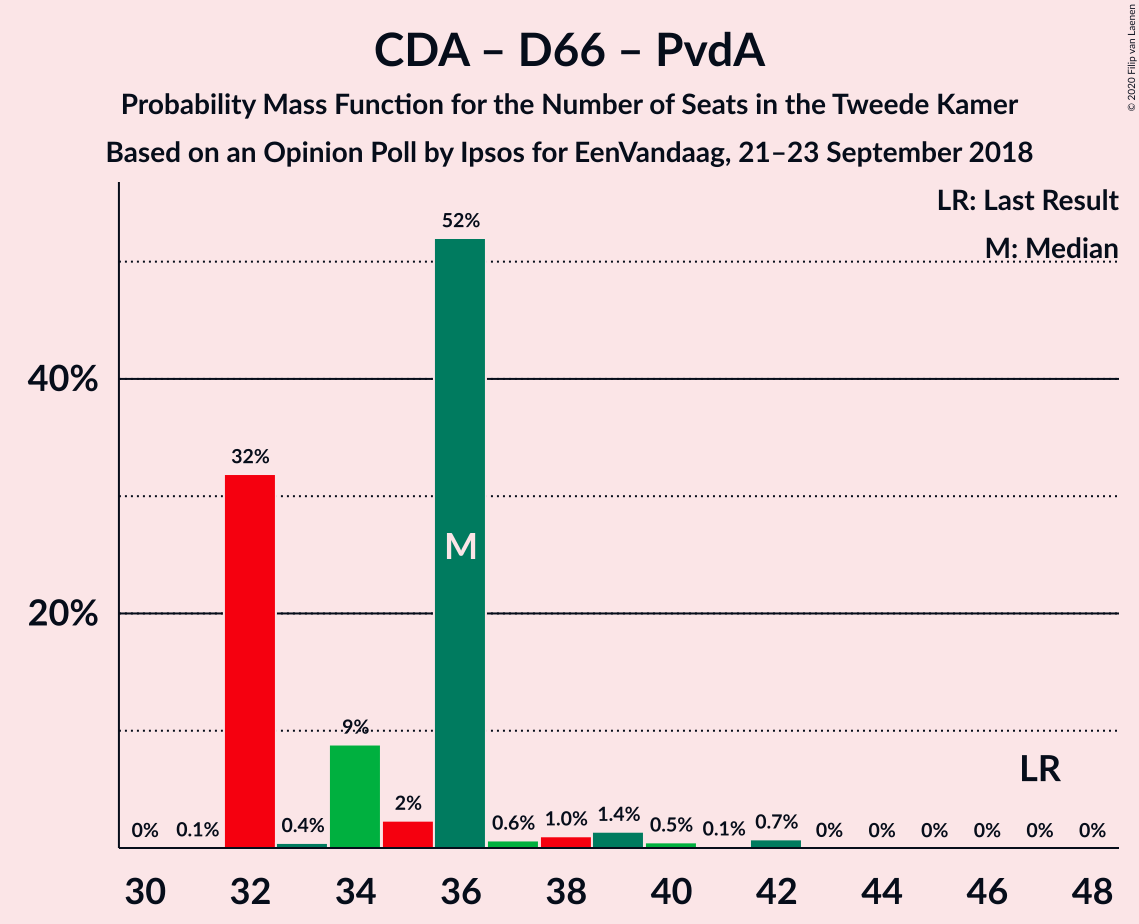 CDA – D66 – PvdA
Probability Mass Function for the Number of Seats in the Tweede Kamer
Based on an Opinion Poll by Ipsos for EenVandaag, 21–23 September 2018
© 2020 Filip van Laenen
LR: Last Result
M: Median
52%
40%
32%
M
20%
9%
LR
0% 0.1% 0.4% 2% 0.6% 1.0% 1.4% 0.5% 0.1% 0.7% 0% 0% 0% 0% 0% 0%
30 32 34 36 38 40 42 44 46 48